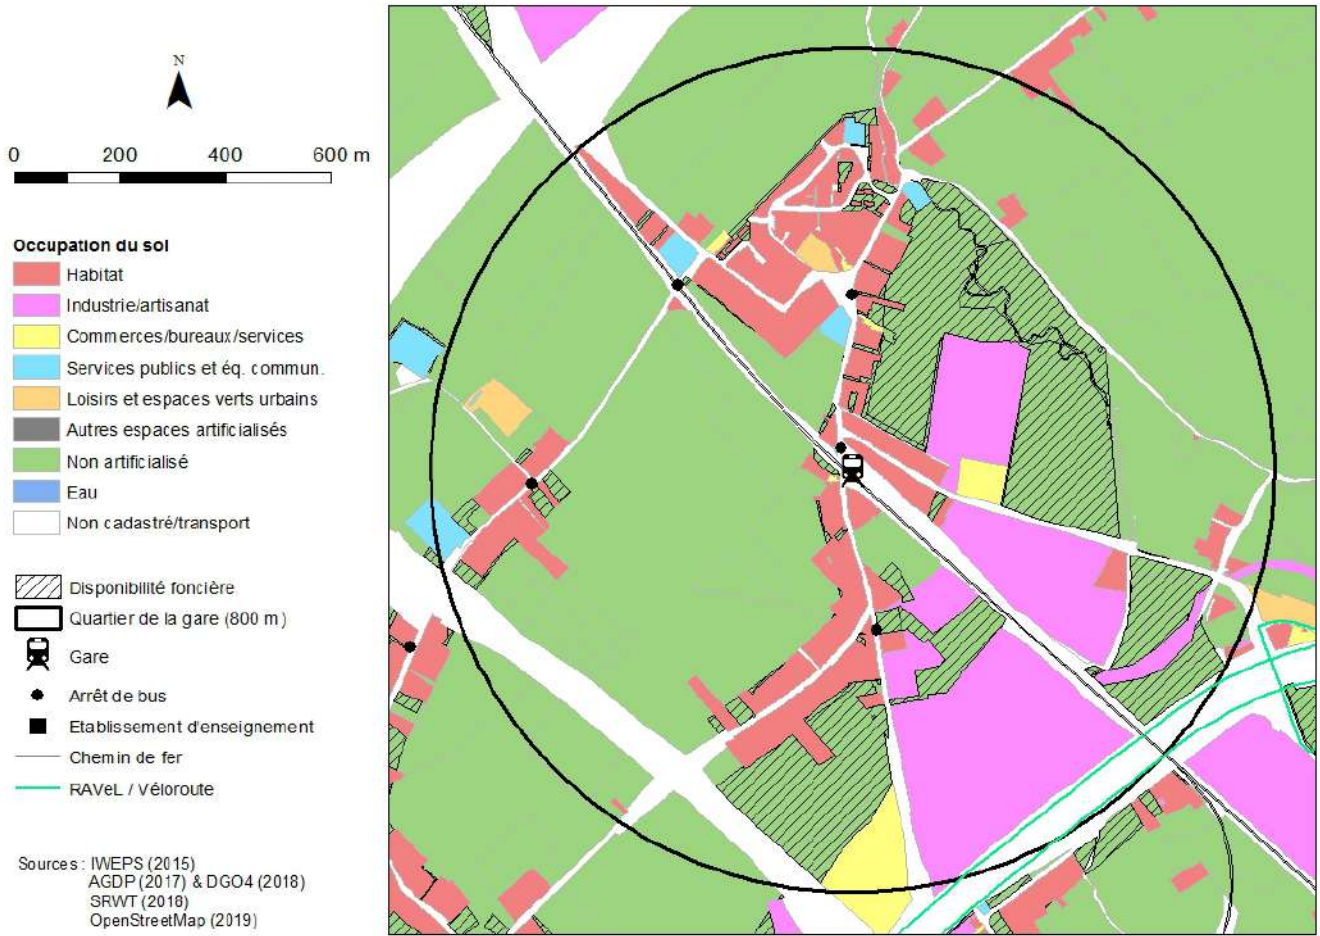 N
0 200 400 600 m
Occupation du sol
Habitat
Industrie/artisanat
Commerces/bureaux/services
Services publics et éq. commun.
Loisirs et espaces verts urbains
Autres espaces artificialisés
Non artificialisé
Eau
Non cadastré/transport
Disponibilité foncière
Quartier de la gare (800 m)
Gare
Arrêt de bus
Etablissement d'enseignement
Chemin de fer
RAVeL / Véloroute
Sources : IWEPS (2015)
AGDP (2017) & DGO4 (2018)
SRWT (2018)
OpenStreetMap (2019)